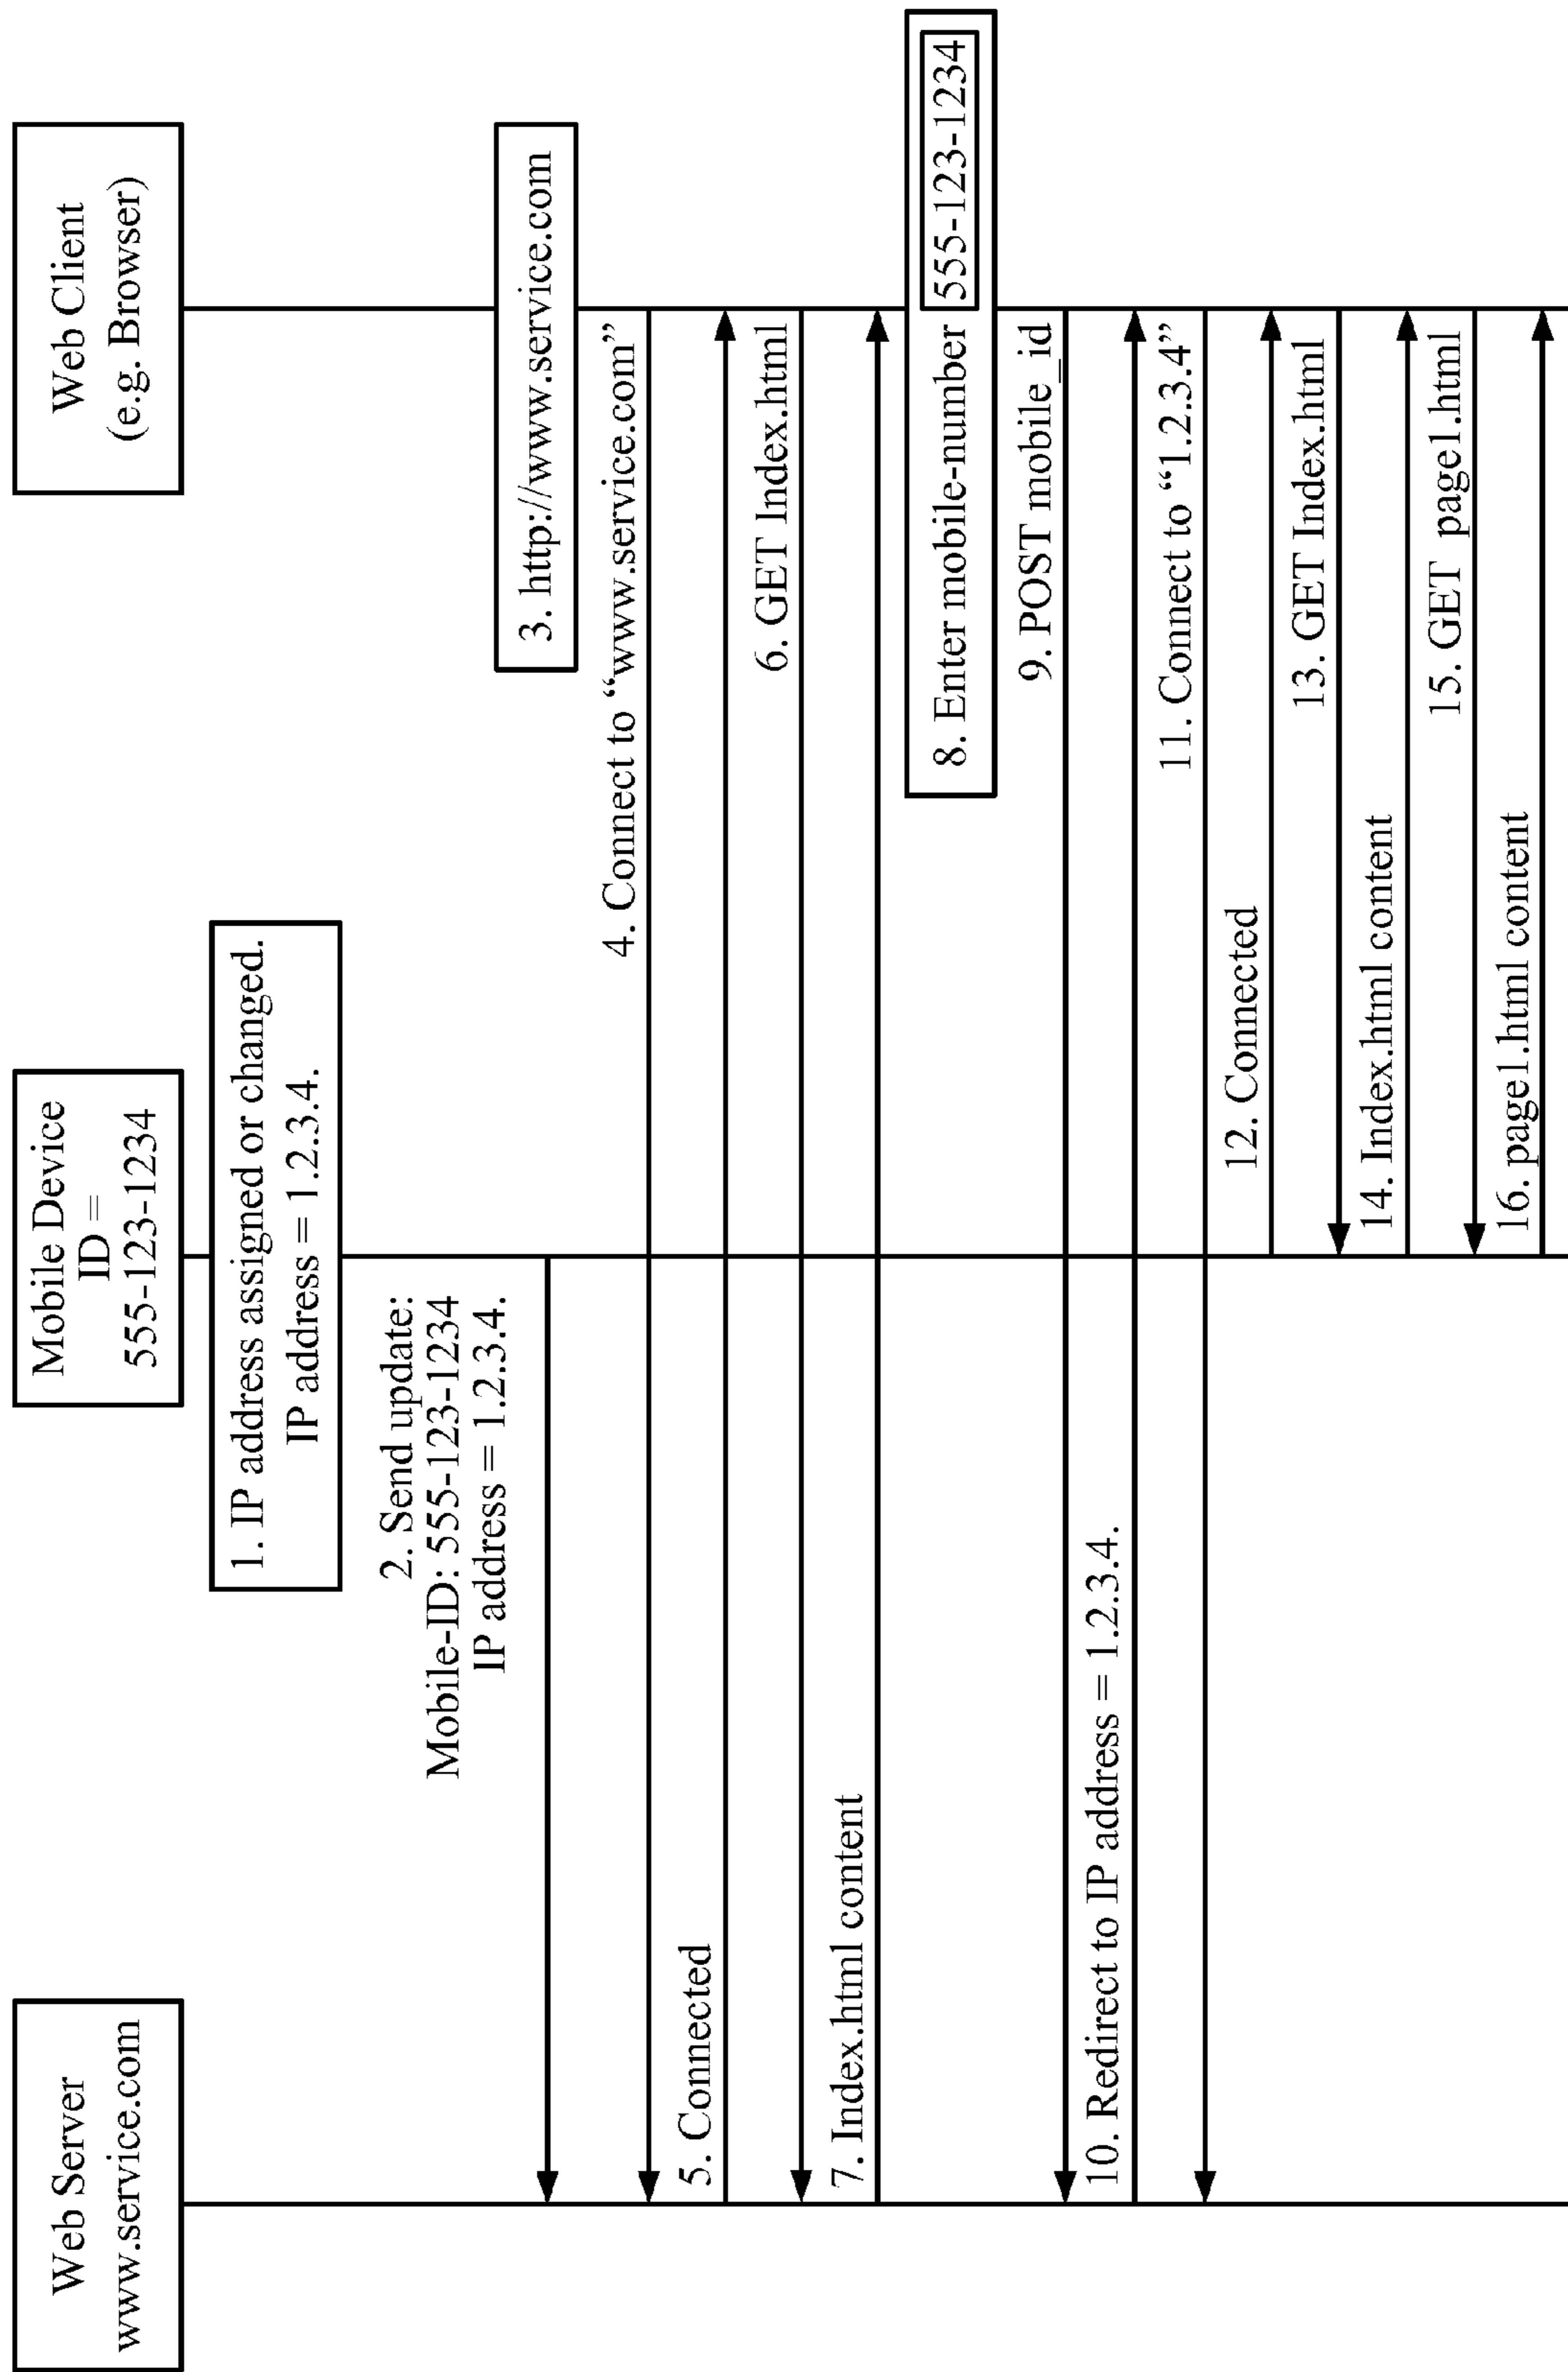 Web Server
www.service.com
Mobile Device
ID =
555-123-1234
Web Client
(e.g. Browser)
1. IP address assigned or changed.
IP address = 1.2.3.4.
2. Send update:
Mobile-ID: 555-123-1234
IP address = 1.2.3.4.
3. http://www.service.com
4. Connect to “www.service.com”
5. Connected
6. GET Index.html
7. Index.html content
8. Enter mobile-number 555-123-1234
9. POST mobile_id
10. Redirect to IP address = 1.2.3.4.
11. Connect to “1.2.3.4”
12. Connected
13. GET Index.html
14. Index.html content
15. GET page1.html
16. page1.html content